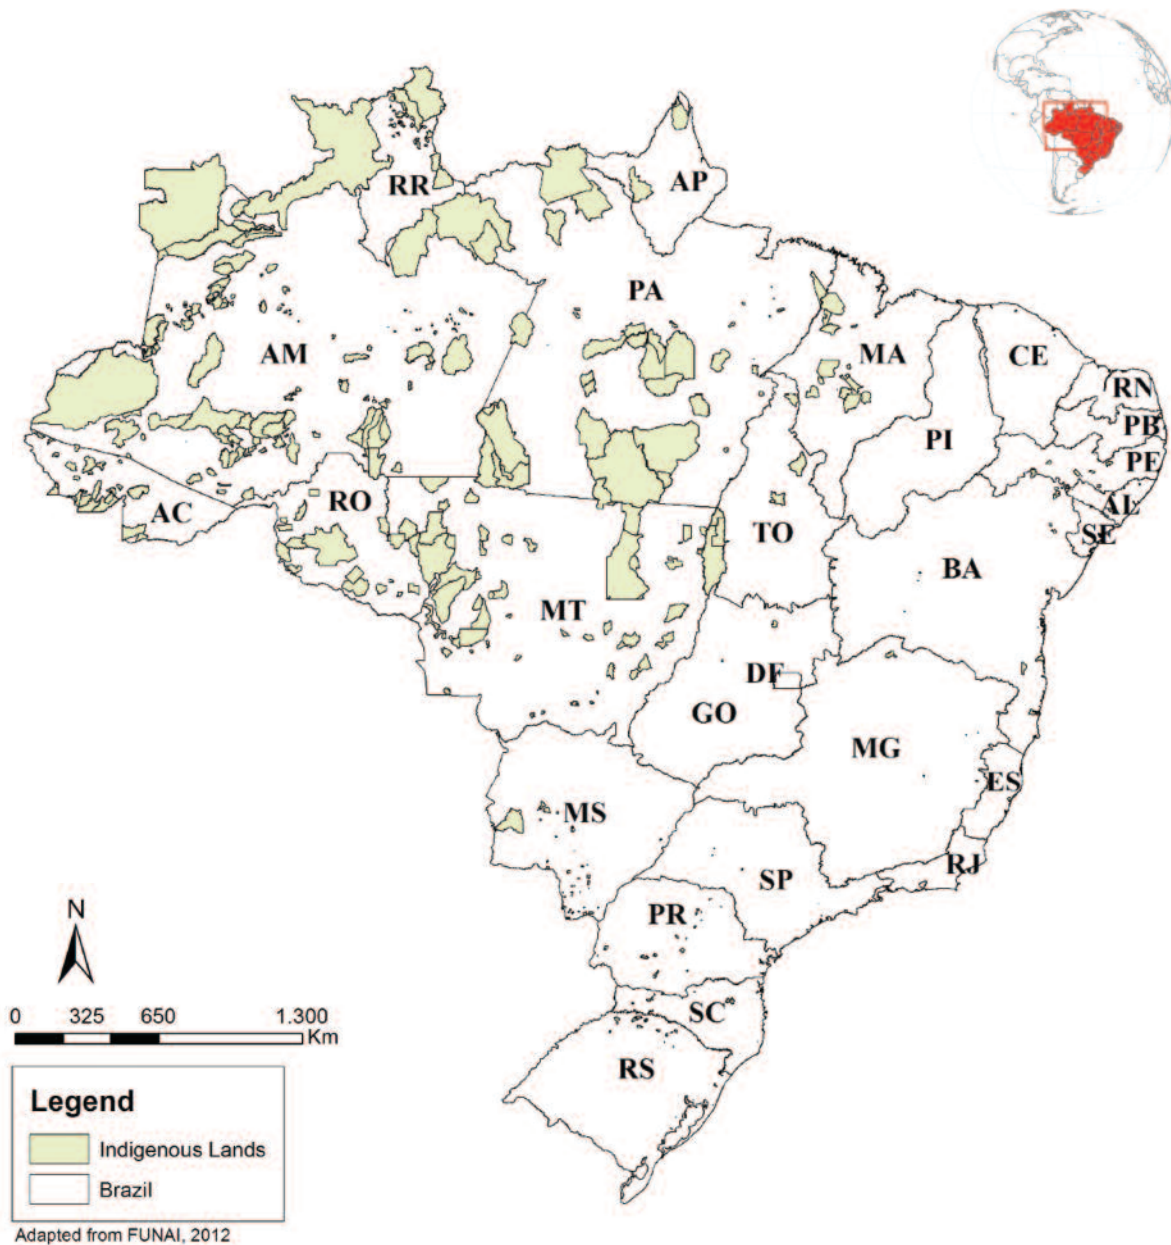 RR
AP
PA
AM
MA
CE
RN
PB
PI
PE
AC
RO
AL
TO
SE
BA
MT
DF
GO
MG
ES
MS
RJ
SP
PR
SC
RS
N
0 325 650 1.300
Km
Legend
Indigenous Lands
Brazil
Adapted from FUNAI, 2012